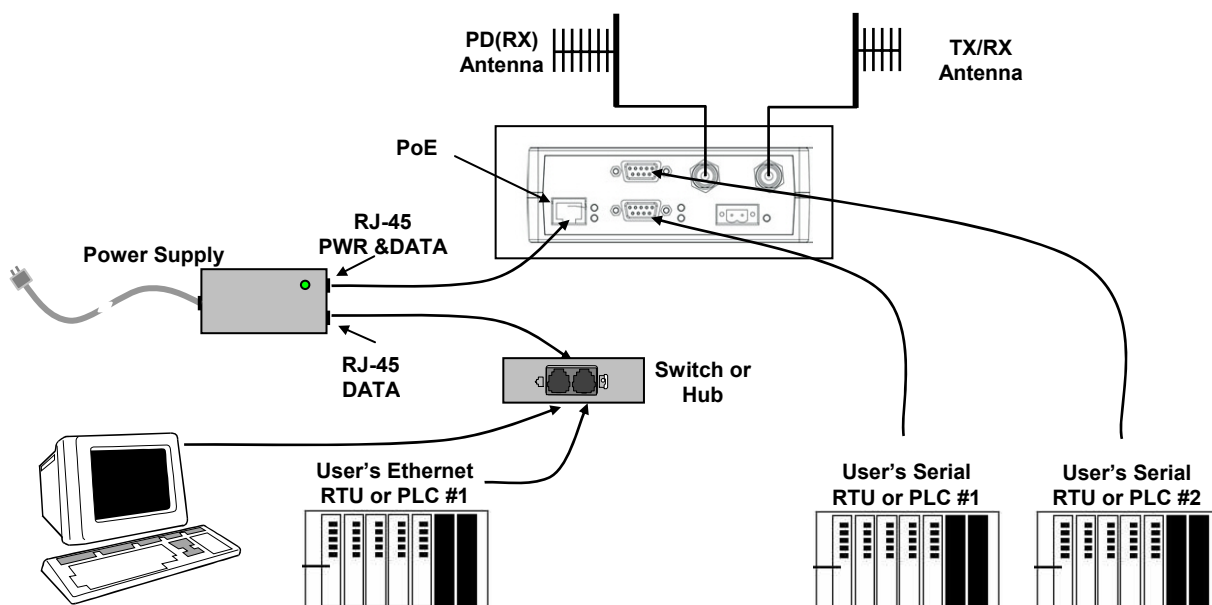 PD(RX)
Antenna
TX/RX
Antenna
PoE
RJ-45
PWR &DATA
Power Supply
RJ-45
DATA
Switch or
Hub
User's Ethernet
RTU or PLC #1
User's Serial
RTU or PLC #1
User's Serial
RTU or PLC #2